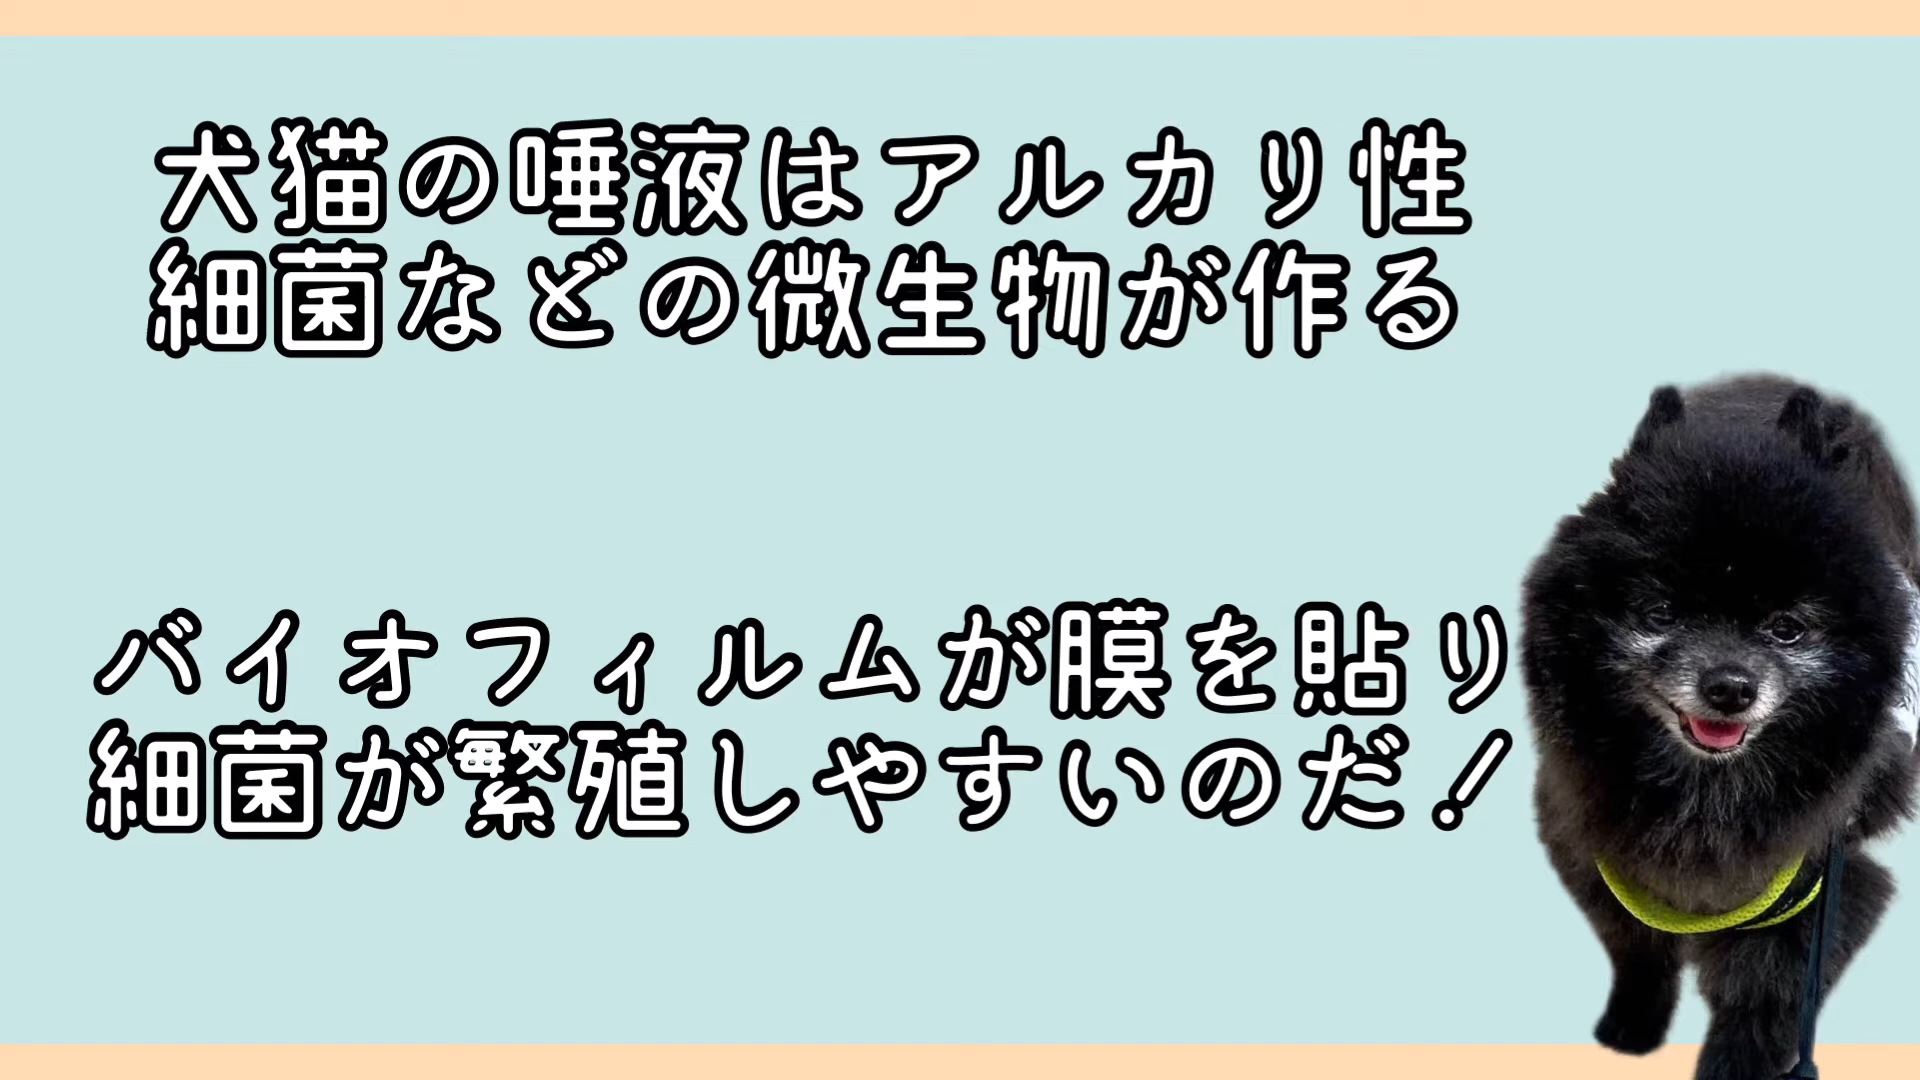 犬猫の唾液はアルカリ性
細菌などの微生物が作る
バイオフィルムが膜を貼り
細菌が繁殖しやすいのだ！